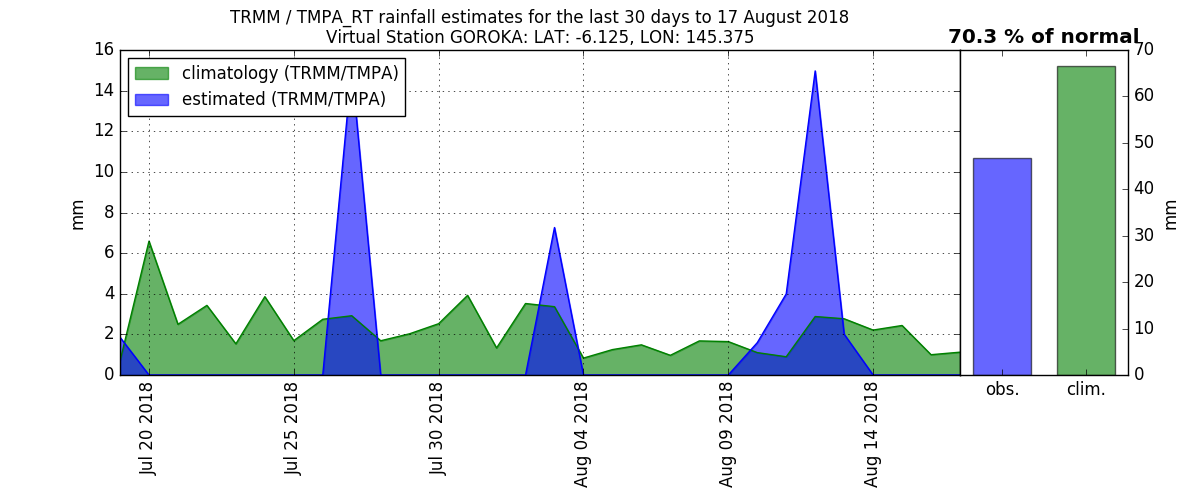 TRMM / TMPA_RT rainfall estimates for the last 30 days to 17 August 2018
Virtual Station GOROKA: LAT: -6.125, LON: 145.375
70.3 % of normal
climatology (TRMM/TMPA)
estimated (TRMM/TMPA)
mm
16
14
12
10
8
6
4
2
0
Jul 20 2018
Jul 25 2018
Jul 30 2018
Aug 04 2018
Aug 09 2018
Aug 14 2018
obs.
clim.
70
60
50
40
30
20
10
0
mm